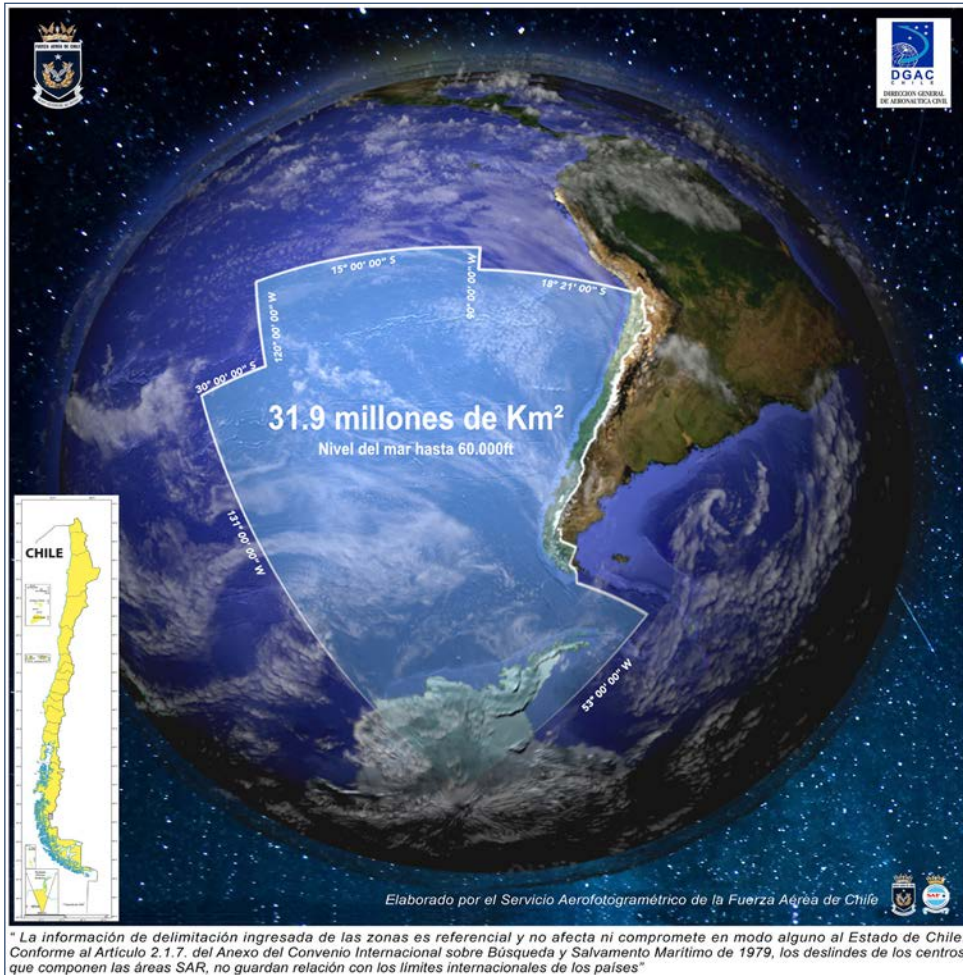 FUERZA AEREA DE CHILE
DGAC
CHILE
DIRECCION GENERAL
DE AERONAUTICA CIVIL
15° 00' 00" S
90° 00' 00" W
18° 21' 00" S
120° 00' 00" W
30° 00' 00" S
31.9 millones de Km²
Nivel del mar hasta 60.000ft
131° 00' 00" W
53° 00' 00" W
CHILE
Elaborado por el Servicio Aerofotogramétrico de la Fuerza Aérea de Chile
" La información de delimitación ingresada de las zonas es referencial y no afecta ni compromete en modo alguno al Estado de Chile.
Conforme al Artículo 2.1.7. del Anexo del Convenio Internacional sobre Búsqueda y Salvamento Marítimo de 1979, los deslindes de los centros
que componen las áreas SAR, no guardan relación con los límites internacionales de los países"